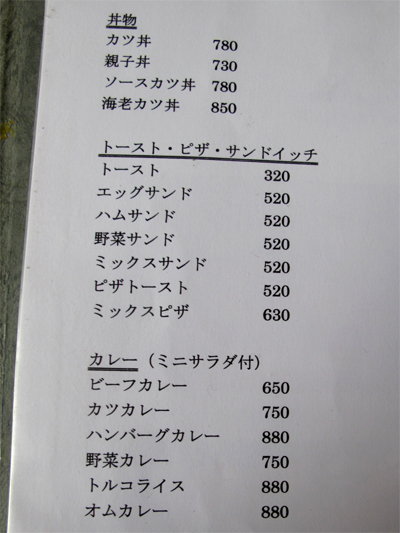 丼物
カツ丼 780
親子丼 730
ソースカツ丼 780
海老カツ丼 850
トースト・ピザ・サンドイッチ
トースト 320
エッグサンド 520
ハムサンド 520
野菜サンド 520
ミックスサンド 520
ピザトースト 520
ミックスピザ 630
カレー（ミニサラダ付）
ビーフカレー 650
カツカレー 750
ハンバーグカレー 880
野菜カレー 750
トルコライス 880
オムカレー 880